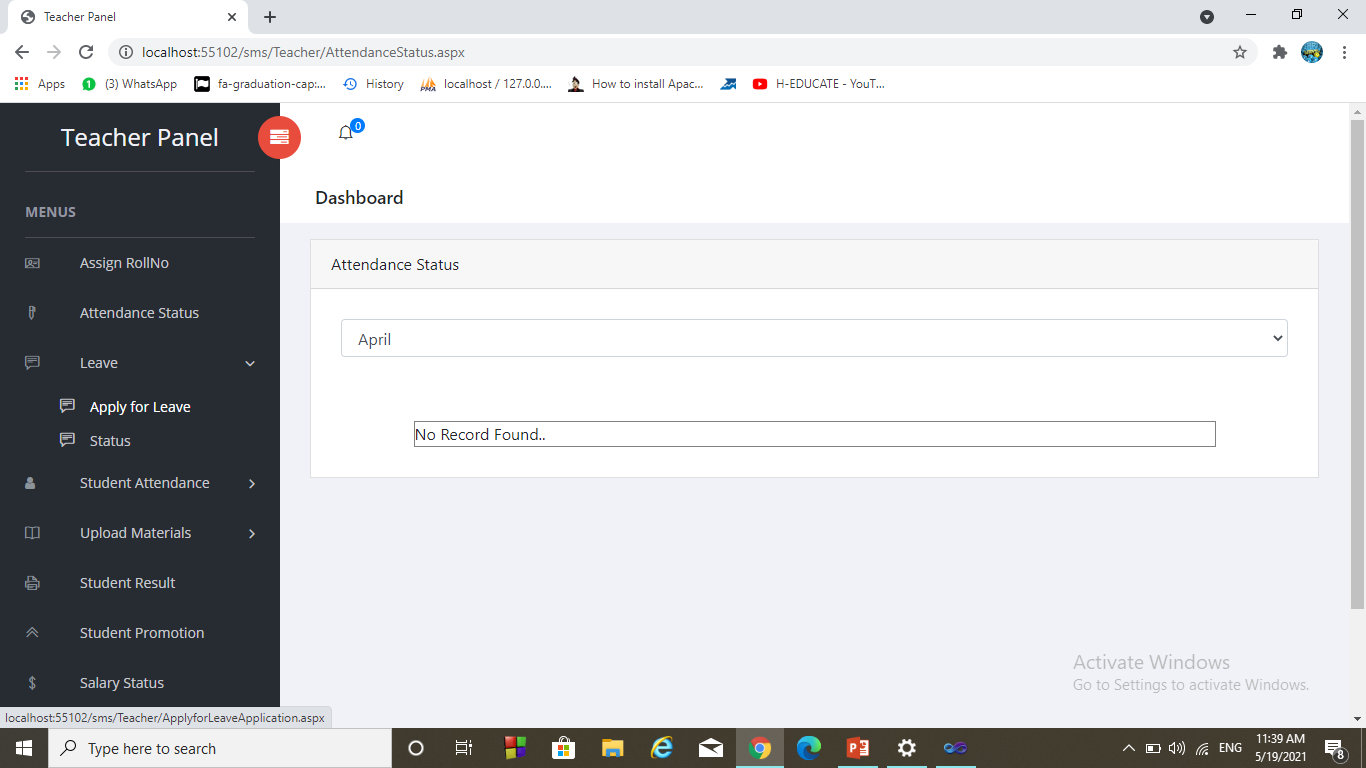 Teacher Panel
localhost:55102/sms/Teacher/AttendanceStatus.aspx
Apps
1
(3) WhatsApp
fa-graduation-cap:...
History
PMA
localhost / 127.0.0....
How to install Apac...
H-EDUCATE - YouT...
Teacher Panel
0
Dashboard
MENUS
Assign RollNo
Attendance Status
Leave
Apply for Leave
Status
Student Attendance
Upload Materials
Student Result
Student Promotion
$ Salary Status
Attendance Status
April
No Record Found..
Activate Windows
Go to Settings to activate Windows.
localhost:55102/sms/Teacher/ApplyforLeaveApplication.aspx
Type here to search
ENG
11:39 AM
5/19/2021
8